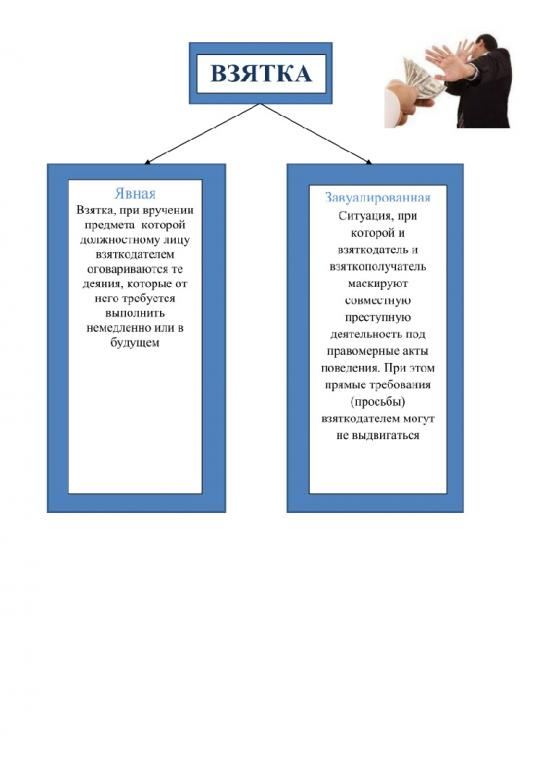 ВЗЯТКА
Явная
Взятка, при вручении
предмета которой
должностному лицу
взяткодателем
оговариваются те
деяния, которые от
него требуется
выполнить
немедленно или в
будущем
Завуалированная
Ситуация, при
которой и
взяткодатель и
взяткополучатель
маскируют
совместную
преступную
деятельность под
правомерные акты
поведения. При этом
прямые требования
(просьбы)
взяткодателем могут
не выдвигаться